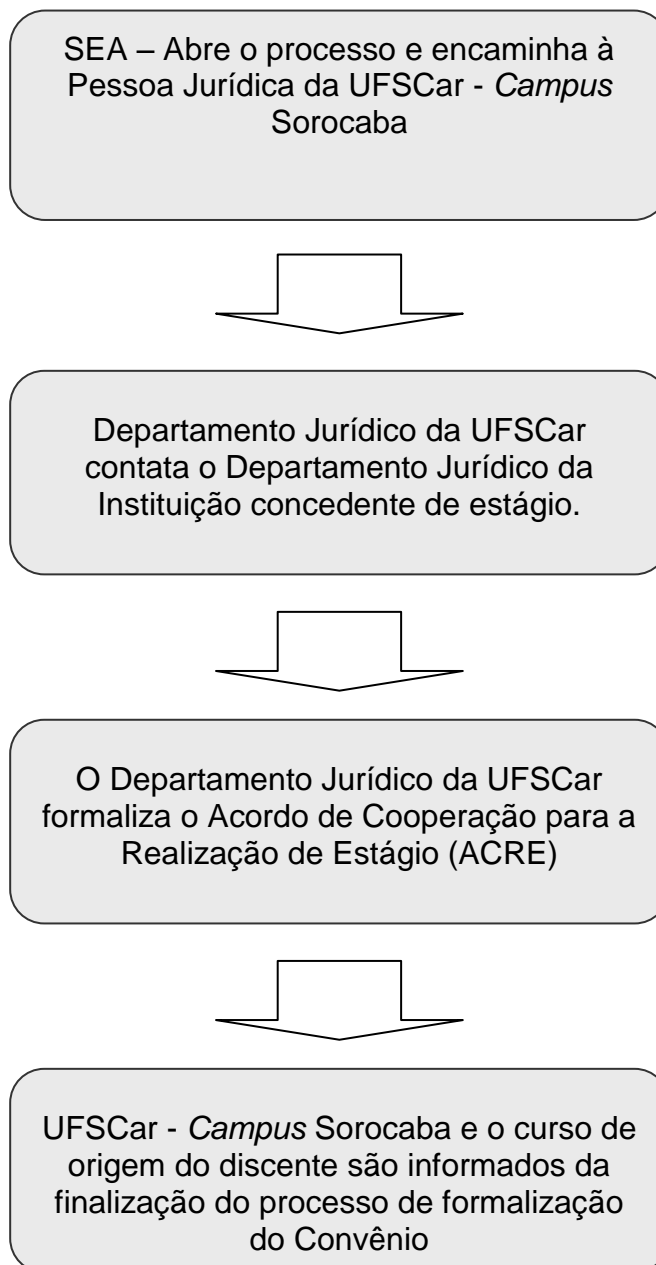 SEA – Abre o processo e encaminha à
Pessoa Jurídica da UFSCar - Campus
Sorocaba
Departamento Jurídico da UFSCar
contata o Departamento Jurídico da
Instituição concedente de estágio.
O Departamento Jurídico da UFSCar
formaliza o Acordo de Cooperação para a
Realização de Estágio (ACRE)
UFSCar - Campus Sorocaba e o curso de
origem do discente são informados da
finalização do processo de formalização
do Convênio